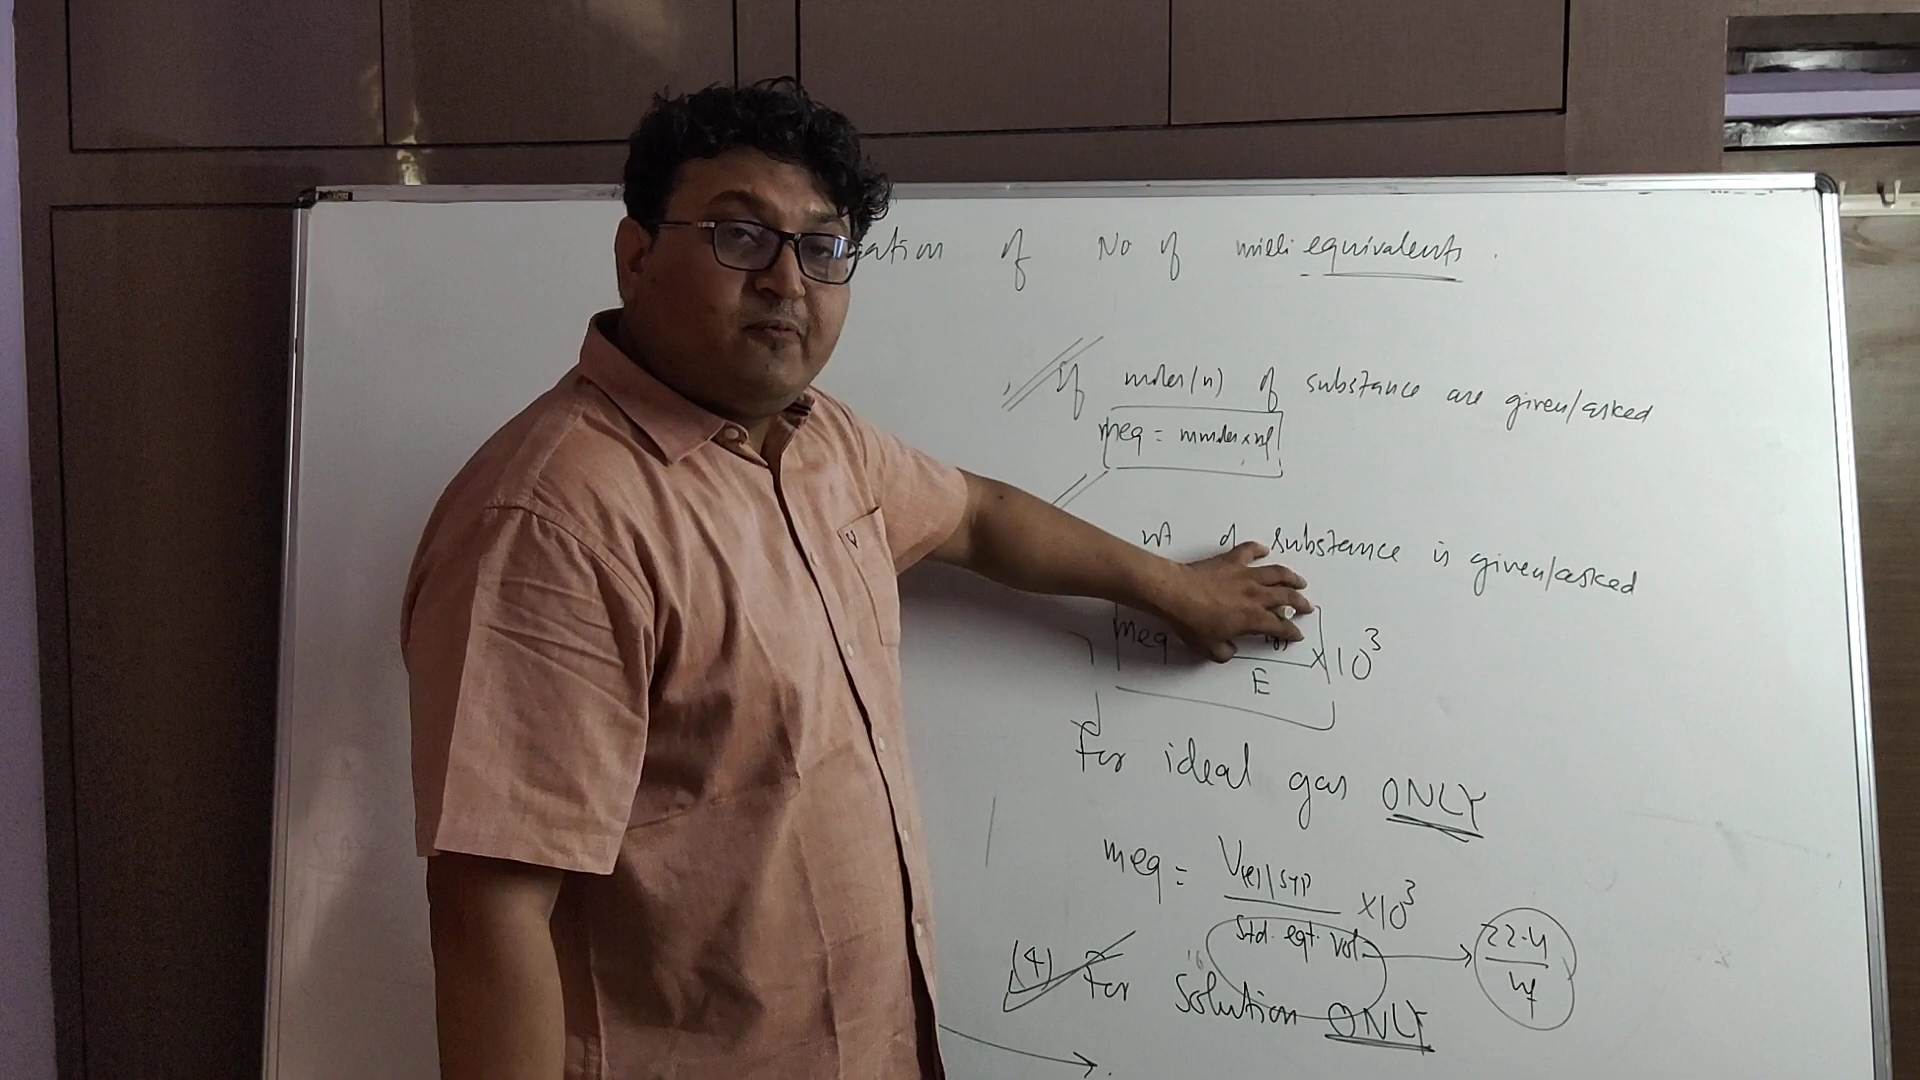 ation of No of milli equivalents.
If moles(n) of substance are given/asked
meq = mmoles×nf
wt of substance is given/asked
meq
E ×10³
For ideal gas ONLY
meq = V(l)/STP / Std. eqt. vol. ×10³ → 22.4 / nf
(4) For Solution ONLY